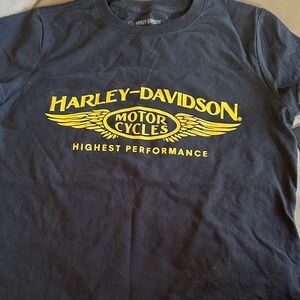 HARLEY-DAVIDSON®
MOTOR
CYCLES
HIGHEST PERFORMANCE